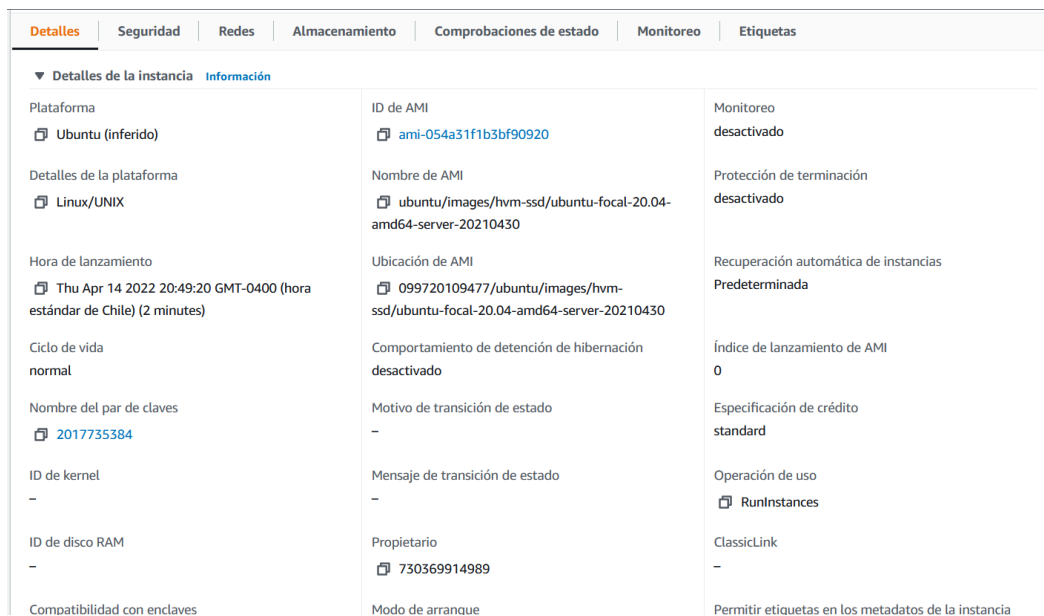 Detalles
Seguridad
Redes
Almacenamiento
Comprobaciones de estado
Monitoreo
Etiquetas
Detalles de la instancia Información
Plataforma
Ubuntu (inferido)
ID de AMI
ami-054a31f1b3bf90920
Monitoreo
desactivado
Detalles de la plataforma
Linux/UNIX
Nombre de AMI
ubuntu/images/hvm-ssd/ubuntu-focal-20.04-
amd64-server-20210430
Protección de terminación
desactivado
Hora de lanzamiento
Thu Apr 14 2022 20:49:20 GMT-0400 (hora
estándar de Chile) (2 minutes)
Ubicación de AMI
099720109477/ubuntu/images/hvm-
ssd/ubuntu-focal-20.04-amd64-server-20210430
Recuperación automática de instancias
Predeterminada
Ciclo de vida
normal
Comportamiento de detención de hibernación
desactivado
Índice de lanzamiento de AMI
0
Nombre del par de claves
2017735384
Motivo de transición de estado
–
Especificación de crédito
standard
ID de kernel
–
Mensaje de transición de estado
–
Operación de uso
RunInstances
ID de disco RAM
–
Propietario
730369914989
ClassicLink
–
Compatibilidad con enclaves
Modo de arranque
Permitir etiquetas en los metadatos de la instancia